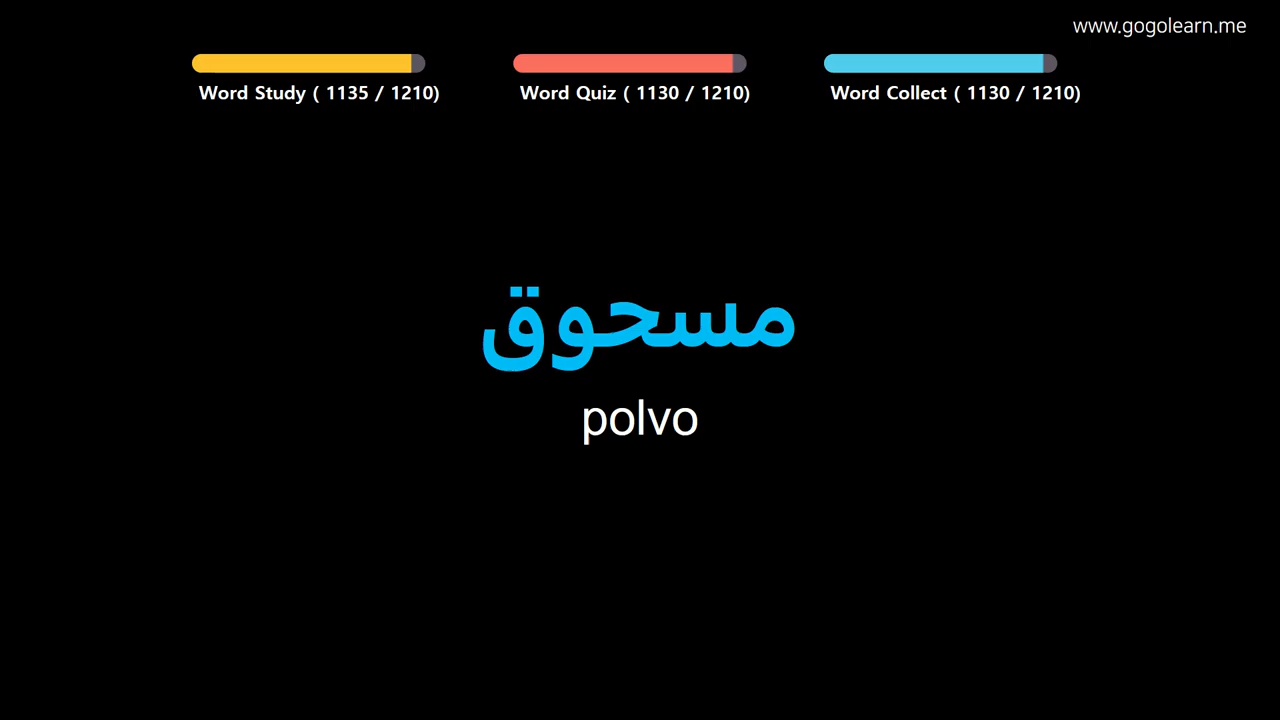 www.gogolearn.me
Word Study ( 1135 / 1210)
Word Quiz ( 1130 / 1210)
Word Collect ( 1130 / 1210)
مسحوق
polvo